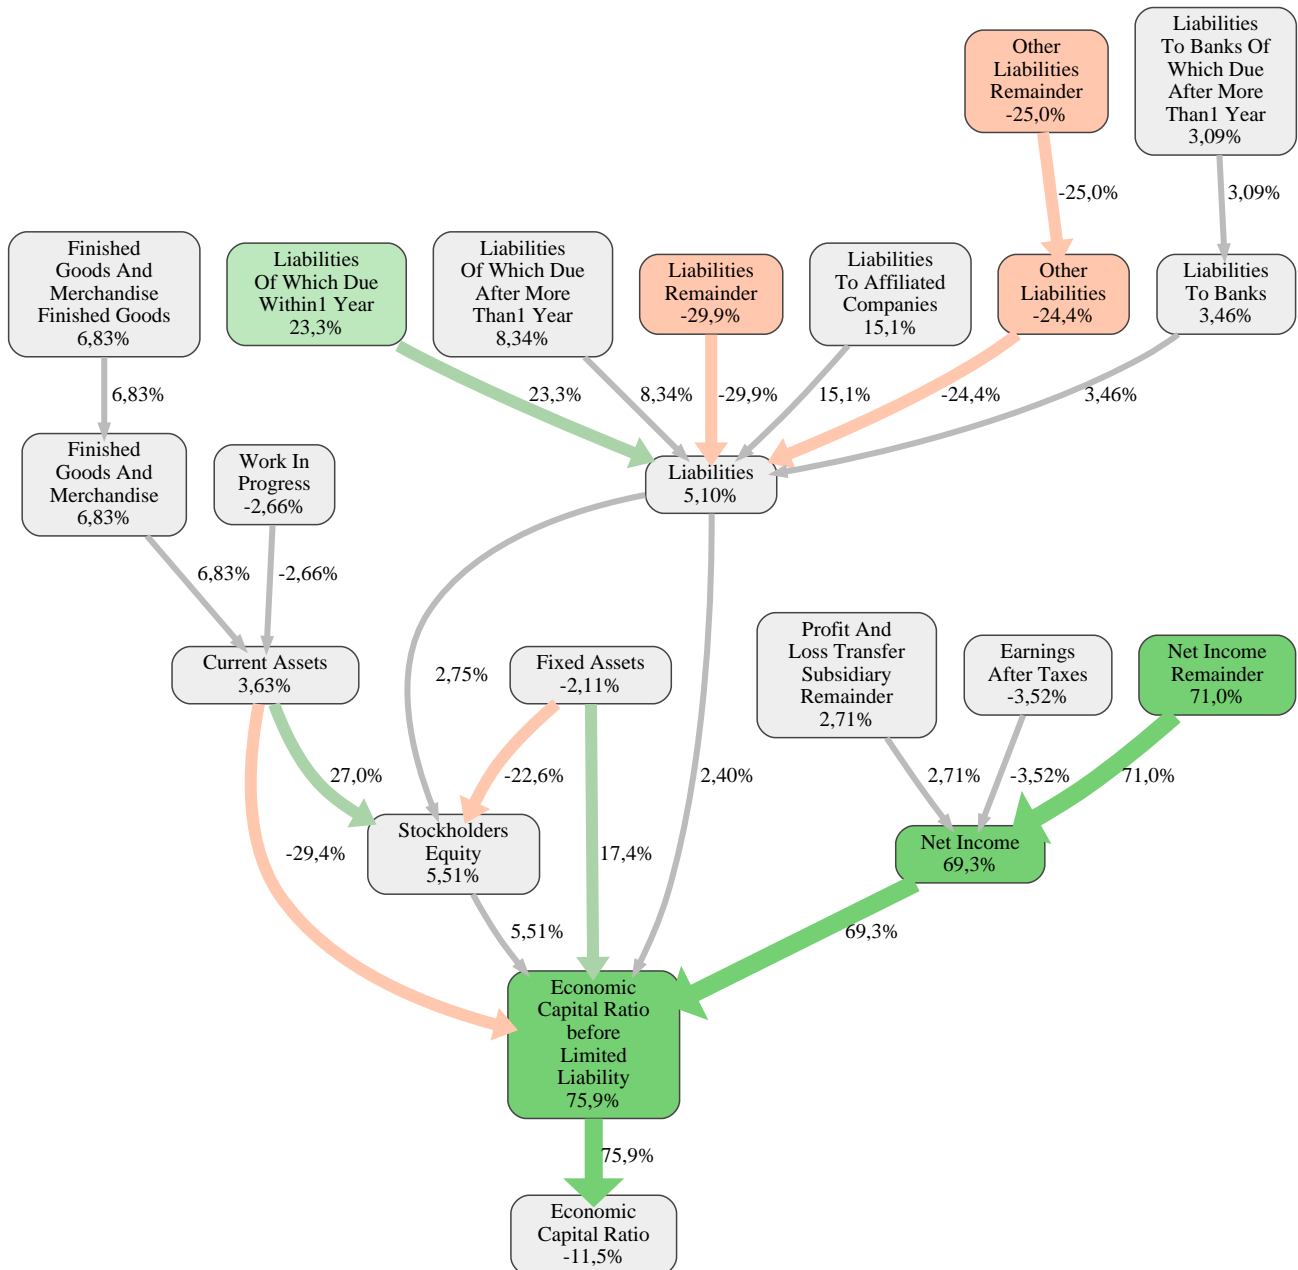 Other
Liabilities
Remainder
-25,0%
Liabilities
To Banks Of
Which Due
After More
Than1 Year
3,09%
-25,0%
3,09%
Finished
Goods And
Merchandise
Finished Goods
6,83%
Liabilities
Of Which Due
Within1 Year
23,3%
Liabilities
Of Which Due
After More
Than1 Year
8,34%
Liabilities
Remainder
-29,9%
Liabilities
To Affiliated
Companies
15,1%
Other
Liabilities
-24,4%
Liabilities
To Banks
3,46%
6,83%
23,3%
8,34%
-29,9%
15,1%
-24,4%
3,46%
Finished
Goods And
Merchandise
6,83%
Work In
Progress
-2,66%
Liabilities
5,10%
6,83%
-2,66%
Current Assets
3,63%
2,75%
Fixed Assets
-2,11%
Profit And
Loss Transfer
Subsidiary
Remainder
2,71%
Earnings
After Taxes
-3,52%
Net Income
Remainder
71,0%
27,0%
-22,6%
2,40%
2,71%
-3,52%
71,0%
-29,4%
Stockholders
Equity
5,51%
17,4%
Net Income
69,3%
5,51%
69,3%
Economic
Capital Ratio
before
Limited
Liability
75,9%
75,9%
Economic
Capital Ratio
-11,5%